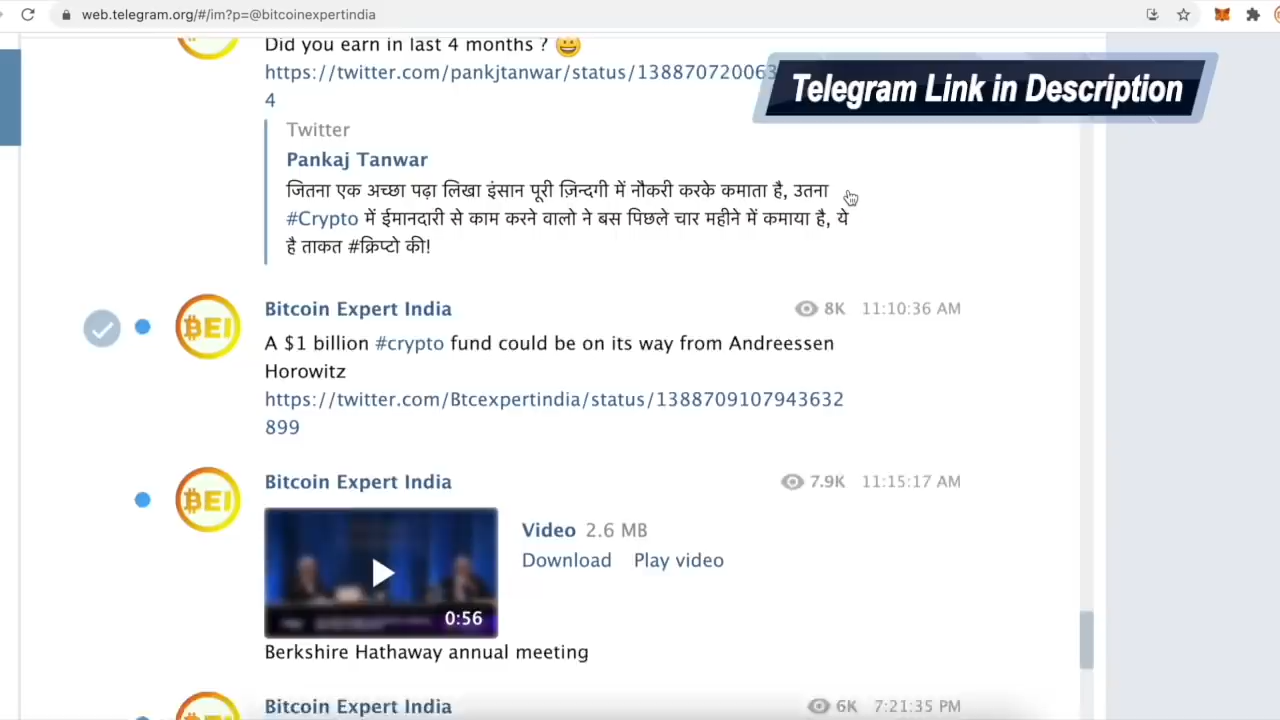 web.telegram.org/#/im?p=@bitcoinexpertindia
Did you earn in last 4 months ? 😀
https://twitter.com/pankjtanwar/status/13887072006
4
Telegram Link in Description
Twitter
Pankaj Tanwar
जितना एक अच्छा पढ़ा लिखा इंसान पूरी ज़िन्दगी में नौकरी करके कमाता है, उतना
#Crypto में ईमानदारी से काम करने वालो ने बस पिछले चार महीने में कमाया है, ये
है ताकत #क्रिप्टो की!
BEI
Bitcoin Expert India 8K 11:10:36 AM
A $1 billion #crypto fund could be on its way from Andreessen
Horowitz
https://twitter.com/Btcexpertindia/status/1388709107943632
899
BEI
Bitcoin Expert India 7.9K 11:15:17 AM
Video 2.6 MB
Download Play video
0:56
Berkshire Hathaway annual meeting
Bitcoin Expert India 6K 7:21:35 PM